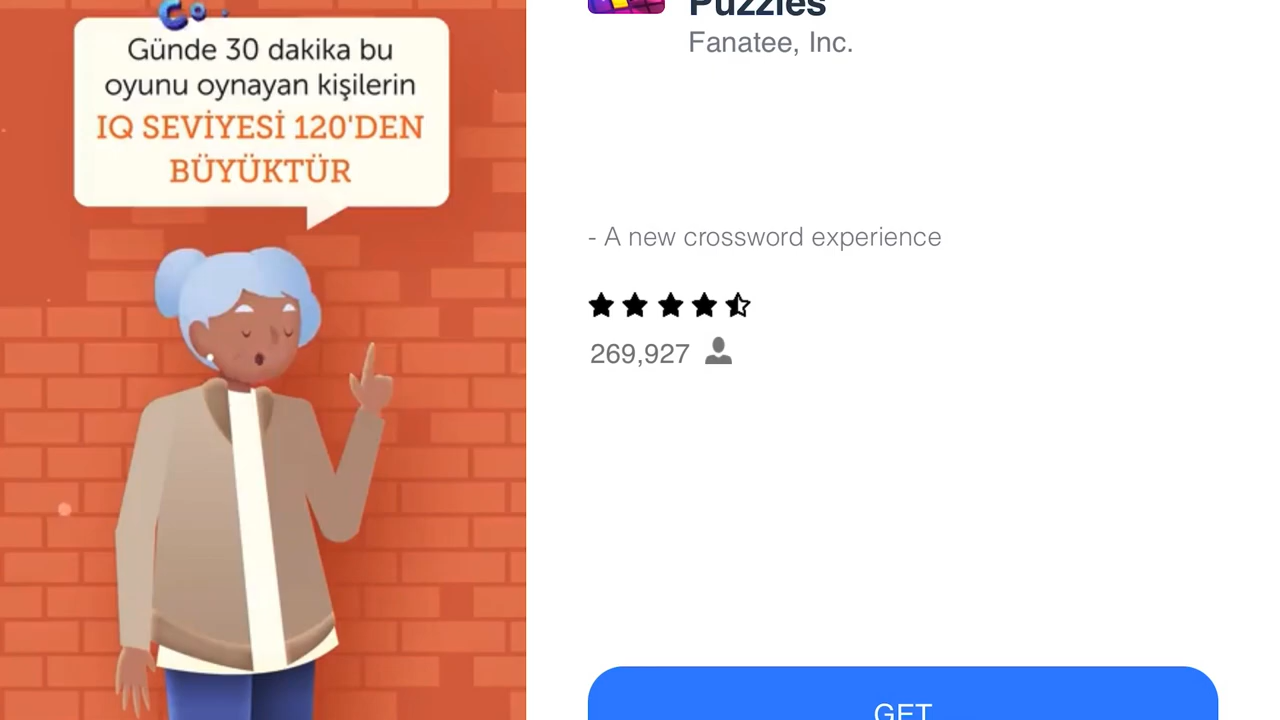 Günde 30 dakika bu
oyunu oynayan kişilerin
IQ SEVİYESİ 120'DEN
BÜYÜKTÜR
Puzzles
Fanatee, Inc.
- A new crossword experience
269,927
GET